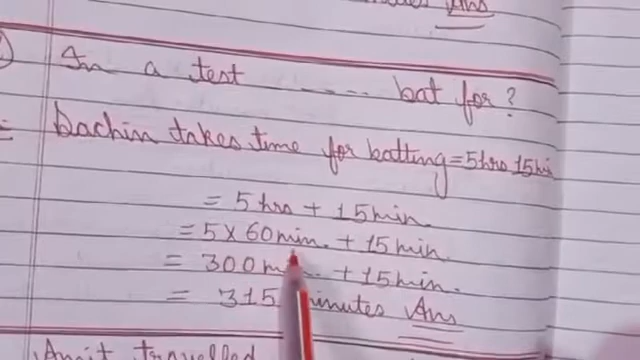 Ans
In a test ..... bat for?
Sachin takes time for batting = 5hrs 15min
= 5 hrs + 15 min.
= 5 x 60 min. + 15 min.
= 300 m . + 15 min.
= 315 minutes Ans
Amit travelled